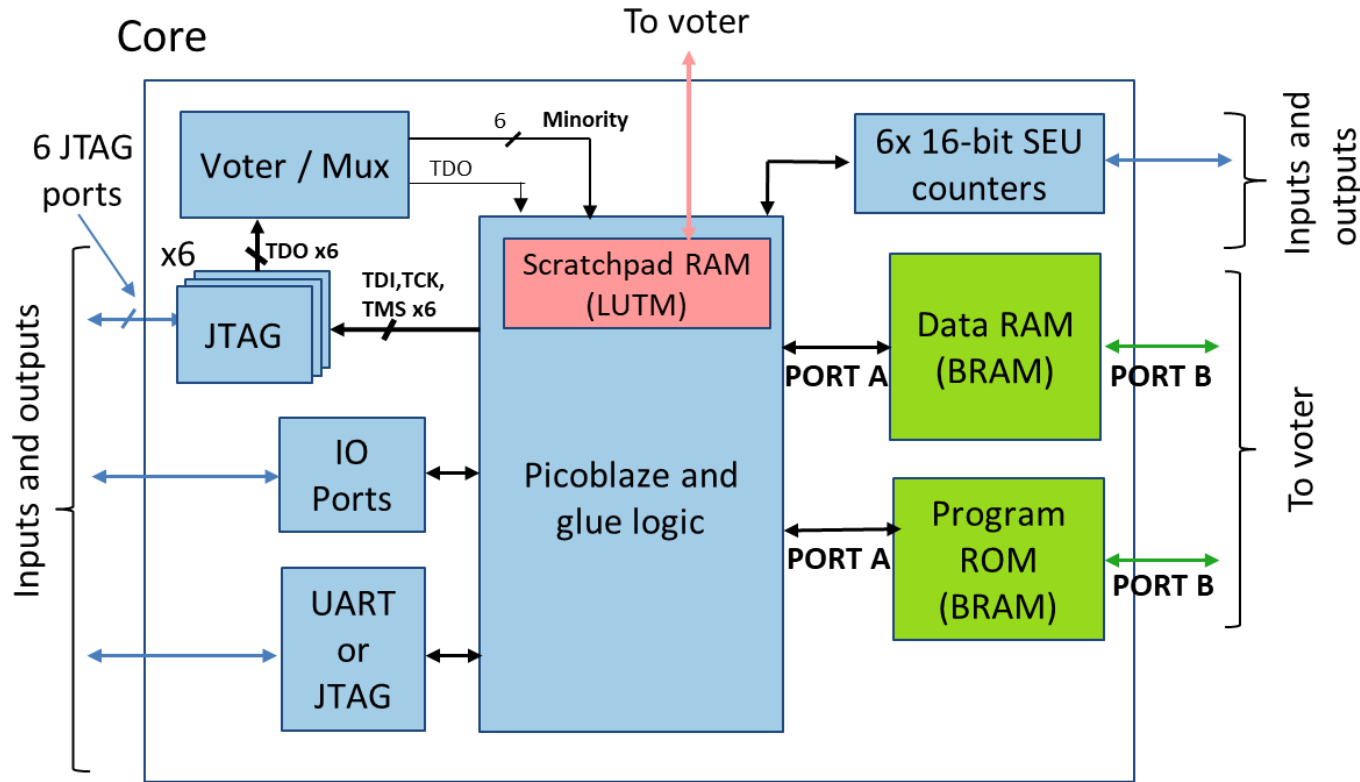 To voter
Core
6 JTAG
ports
Voter / Mux
6
Minority
TDO
6x 16-bit SEU
counters
Inputs and
outputs
x6
TDO x6
JTAG
TDI,TCK,
TMS x6
Scratchpad RAM
(LUTM)
Data RAM
(BRAM)
PORT A
PORT B
Inputs and outputs
IO
Ports
Picoblaze and
glue logic
Program
ROM
(BRAM)
PORT A
PORT B
To voter
UART
or
JTAG